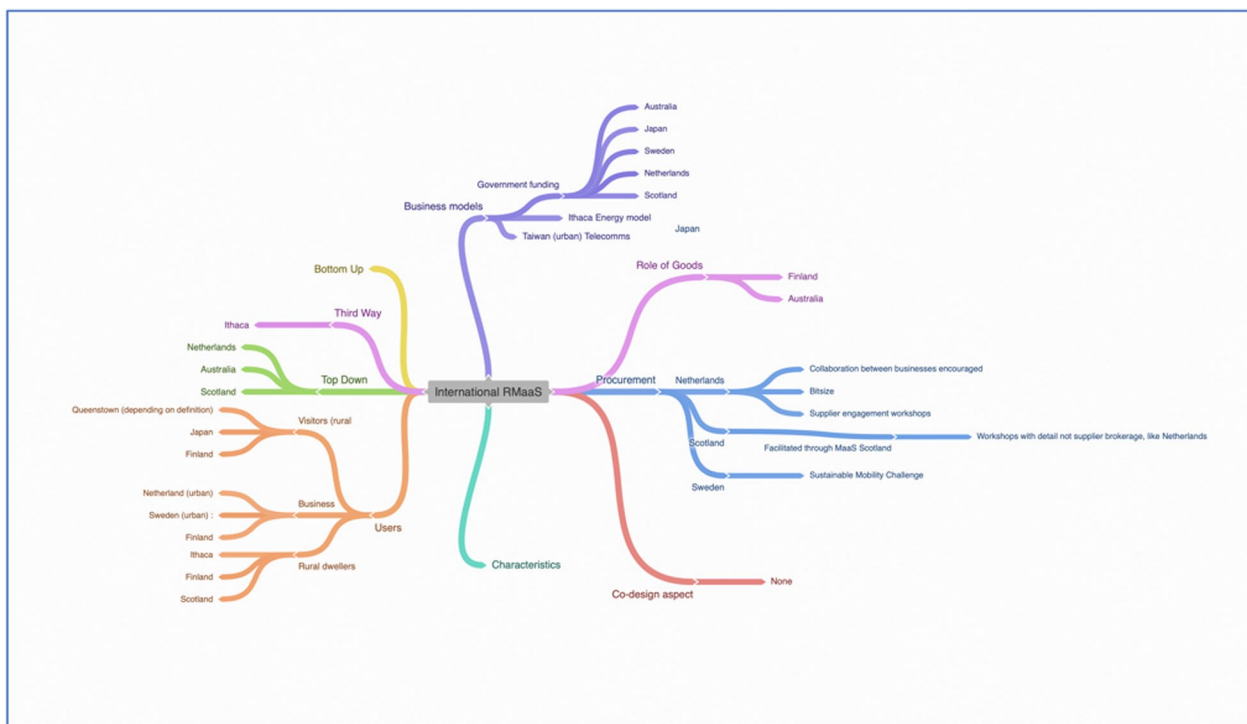 Australia
Japan
Sweden
Netherlands
Scotland
Government funding
Business models
Ithaca Energy model
Taiwan (urban) Telecomms
Japan
Role of Goods
Finland
Australia
Bottom Up
Third Way
Ithaca
Netherlands
Australia
Scotland
Top Down
International RMaaS
Procurement
Netherlands
Collaboration between businesses encouraged
Bitsize
Supplier engagement workshops
Scotland
Facilitated through MaaS Scotland
Workshops with detail not supplier brokerage, like Netherlands
Sweden
Sustainable Mobility Challenge
Queenstown (depending on definition)
Japan
Finland
Visitors (rural
Netherland (urban)
Sweden (urban) :
Finland
Business
Users
Ithaca
Finland
Scotland
Rural dwellers
Characteristics
Co-design aspect
None